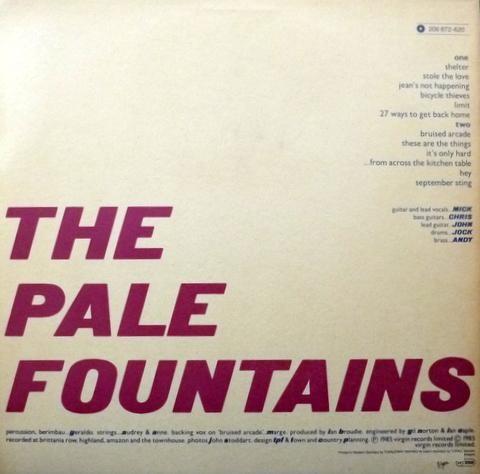 206 872-620
one
shelter
stole the love
jean's not happening
bicycle thieves
limit
27 ways to get back home
two
bruised arcade
these are the things
it's only hard
...from across the kitchen table
hey
september sting
guitar and lead vocals...MICK
bass guitars...CHRIS
lead guitar...JOHN
drums...JOCK
brass...ANDY
THE
PALE
FOUNTAINS
percussion, berimbau...geraldo. strings...audrey & anne. backing vox on 'bruised arcade'...marge. produced by ian broudie. engineered by gil norton & ian caple.
recorded at brittania row, highland, amazon and the townhouse. photos john stoddart. design tpf & town and country planning. Ⓟ 1985 virgin records limited © 1985
virgin records limited
Virgin